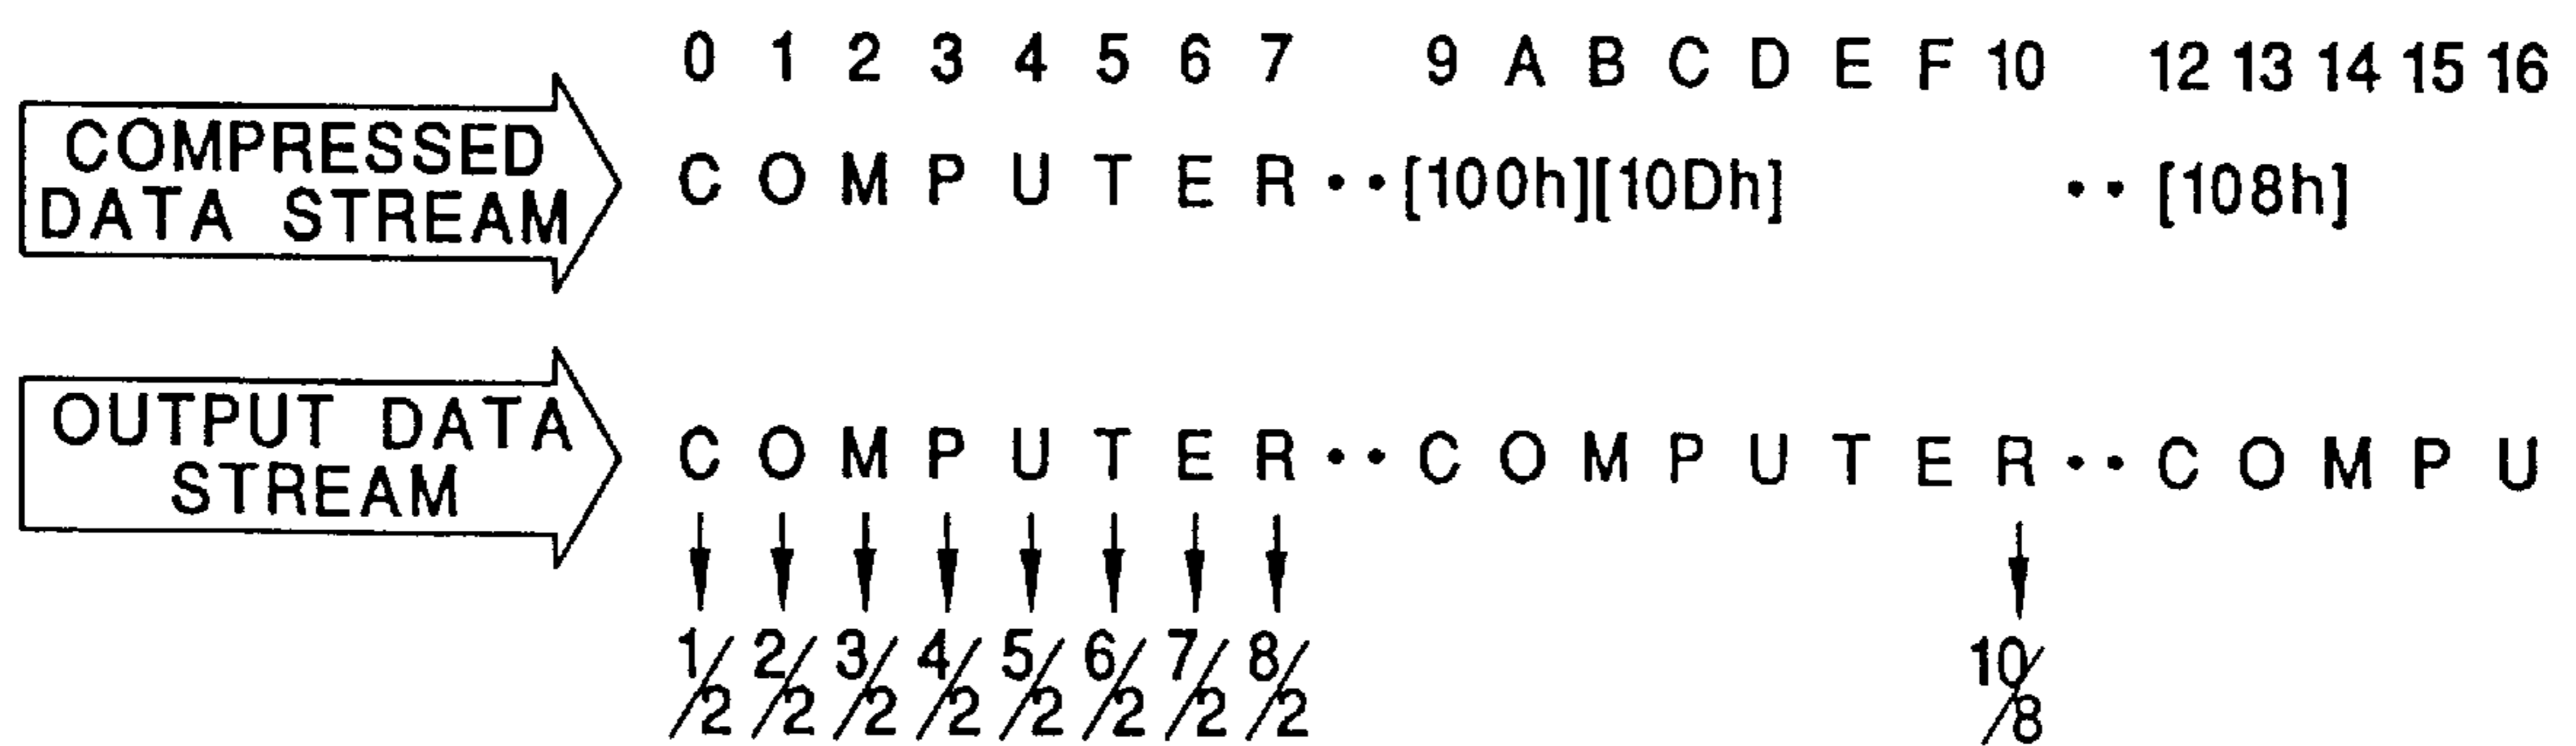 0 1 2 3 4 5 6 7 9 A B C D E F 10 12 13 14 15 16
COMPRESSED
DATA STREAM
C O M P U T E R ··[100h][10Dh] ··[108h]
OUTPUT DATA
STREAM
C O M P U T E R ·· C O M P U T E R ·· C O M P U
1/2 2/2 3/2 4/2 5/2 6/2 7/2 8/2 10/8